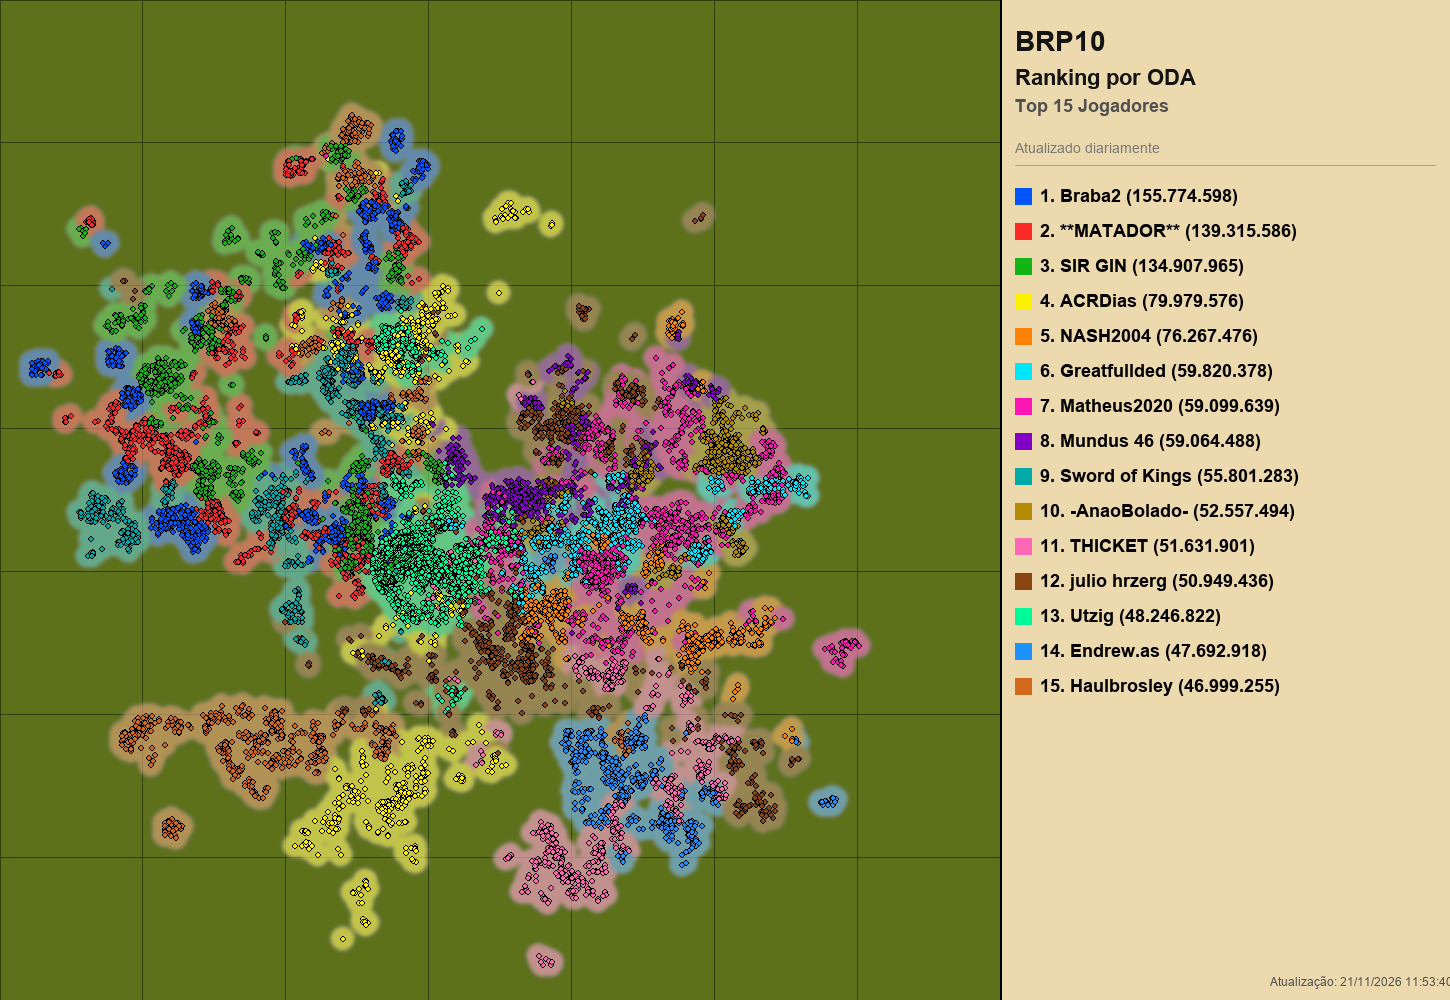 BRP10
Ranking por ODA
Top 15 Jogadores
Atualizado diariamente
1. Braba2 (155.774.598)
2. **MATADOR** (139.315.586)
3. SIR GIN (134.907.965)
4. ACRDias (79.979.576)
5. NASH2004 (76.267.476)
6. Greatfullded (59.820.378)
7. Matheus2020 (59.099.639)
8. Mundus 46 (59.064.488)
9. Sword of Kings (55.801.283)
10. -AnaoBolado- (52.557.494)
11. THICKET (51.631.901)
12. julio hrzerg (50.949.436)
13. Utzig (48.246.822)
14. Endrew.as (47.692.918)
15. Haulbrosley (46.999.255)
Atualização: 21/11/2026 11:53:40